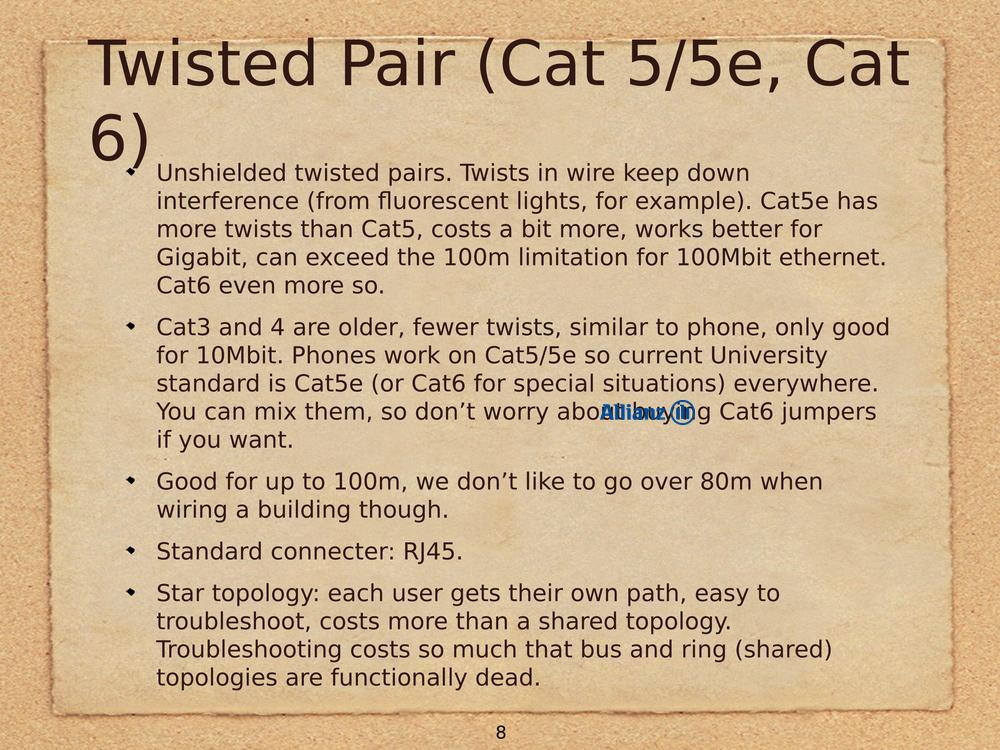 Twisted Pair (Cat 5/5e, Cat
6)
Unshielded twisted pairs. Twists in wire keep down
interference (from fluorescent lights, for example). Cat5e has
more twists than Cat5, costs a bit more, works better for
Gigabit, can exceed the 100m limitation for 100Mbit ethernet.
Cat6 even more so.
Cat3 and 4 are older, fewer twists, similar to phone, only good
for 10Mbit. Phones work on Cat5/5e so current University
standard is Cat5e (or Cat6 for special situations) everywhere.
You can mix them, so don’t worry about buying Cat6 jumpers
Allianz
if you want.
Good for up to 100m, we don’t like to go over 80m when
wiring a building though.
Standard connecter: RJ45.
Star topology: each user gets their own path, easy to
troubleshoot, costs more than a shared topology.
Troubleshooting costs so much that bus and ring (shared)
topologies are functionally dead.
8